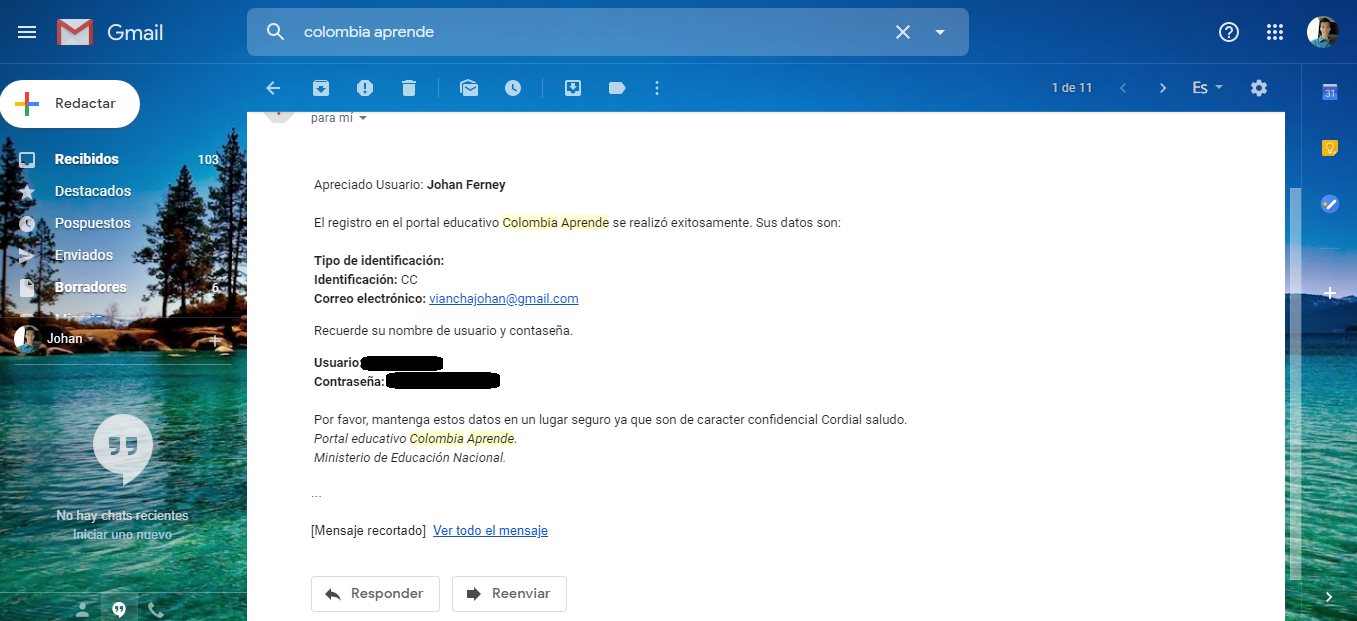 Gmail
colombia aprende
Redactar
1 de 11
Es
31
Recibidos 103
Destacados
Pospuestos
Enviados
Borradores 6
Johan
No hay chats recientes
Iniciar uno nuevo
para mí
Apreciado Usuario: Johan Ferney
El registro en el portal educativo Colombia Aprende se realizó exitosamente. Sus datos son:
Tipo de identificación:
Identificación: CC
Correo electrónico: vianchajohan@gmail.com
Recuerde su nombre de usuario y contaseña.
Usuario:
Contraseña:
Por favor, mantenga estos datos en un lugar seguro ya que son de caracter confidencial Cordial saludo.
Portal educativo Colombia Aprende.
Ministerio de Educación Nacional.
...
[Mensaje recortado] Ver todo el mensaje
Responder Reenviar